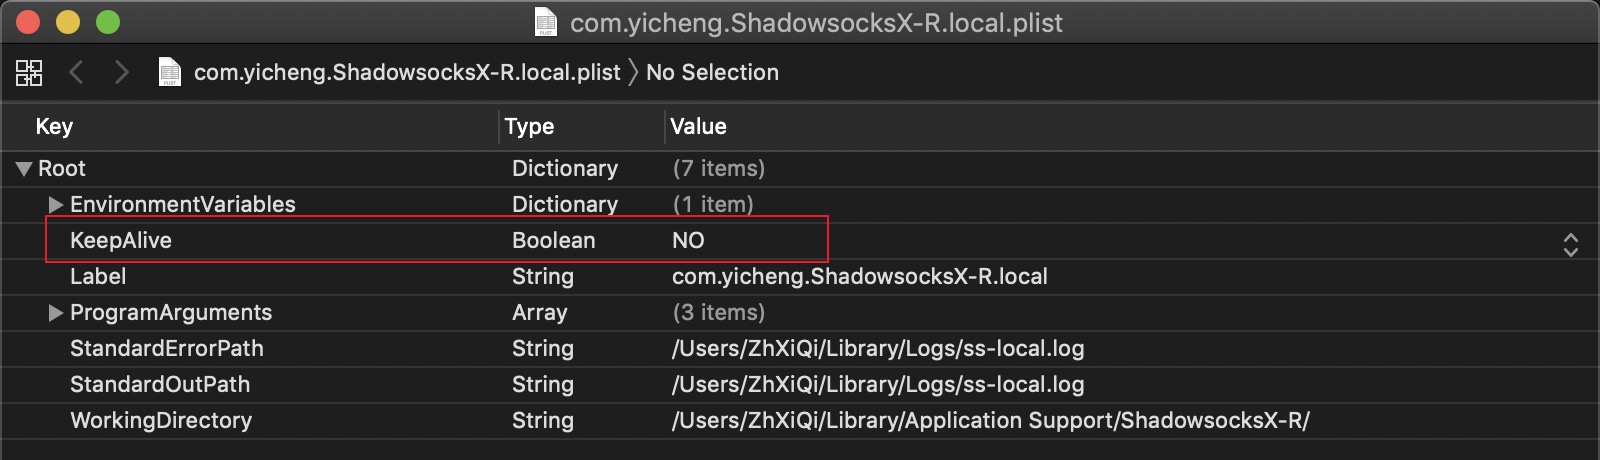 com.yicheng.ShadowsocksX-R.local.plist
com.yicheng.ShadowsocksX-R.local.plist 〉 No Selection
Key Type Value
Root Dictionary (7 items)
EnvironmentVariables Dictionary (1 item)
KeepAlive Boolean NO
Label String com.yicheng.ShadowsocksX-R.local
ProgramArguments Array (3 items)
StandardErrorPath String /Users/ZhXiQi/Library/Logs/ss-local.log
StandardOutPath String /Users/ZhXiQi/Library/Logs/ss-local.log
WorkingDirectory String /Users/ZhXiQi/Library/Application Support/ShadowsocksX-R/